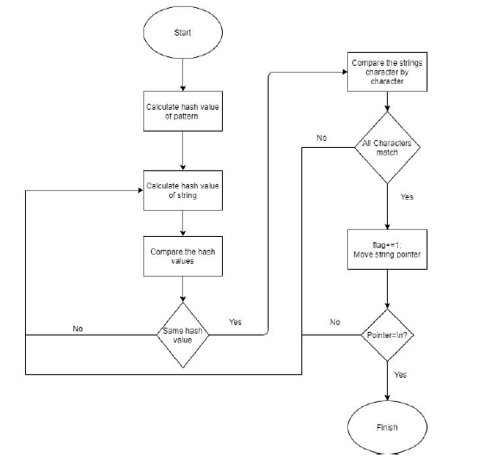 Start
Calculate hash value
of pattern
Calculate hash value
of string
Compare the hash
values
Same hash
value
No
Yes
Compare the strings
character by
character
All Characters
match
No
Yes
flag+=1;
Move string pointer
Pointer=\n?
No
Yes
Finish